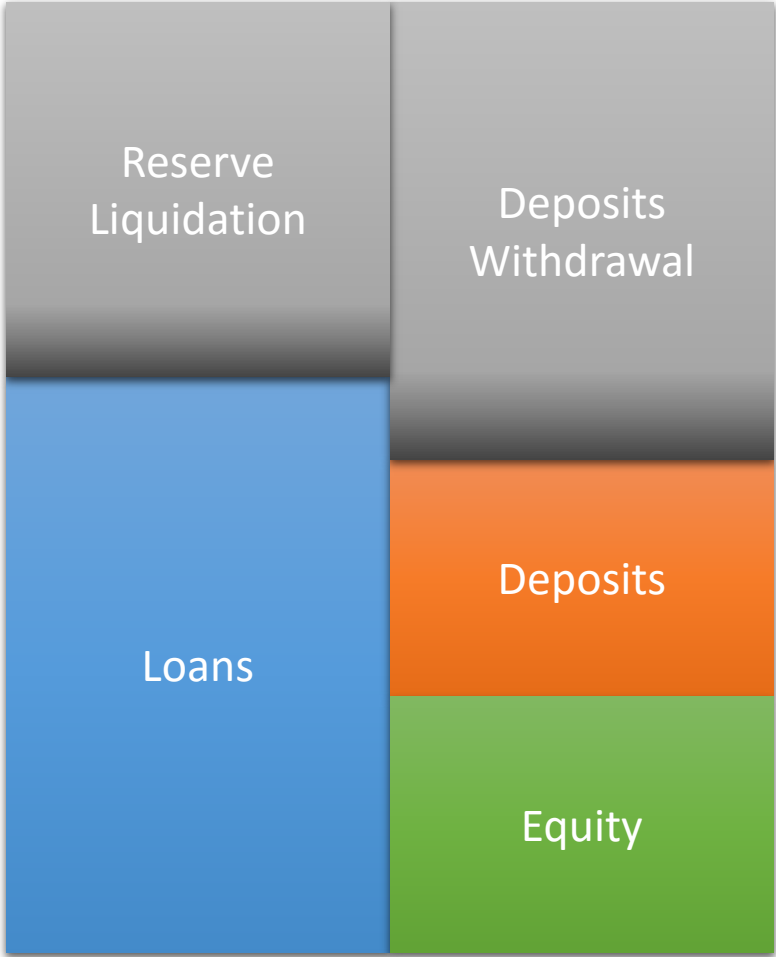 Reserve
Liquidation
Deposits
Withdrawal
Deposits
Loans
Equity